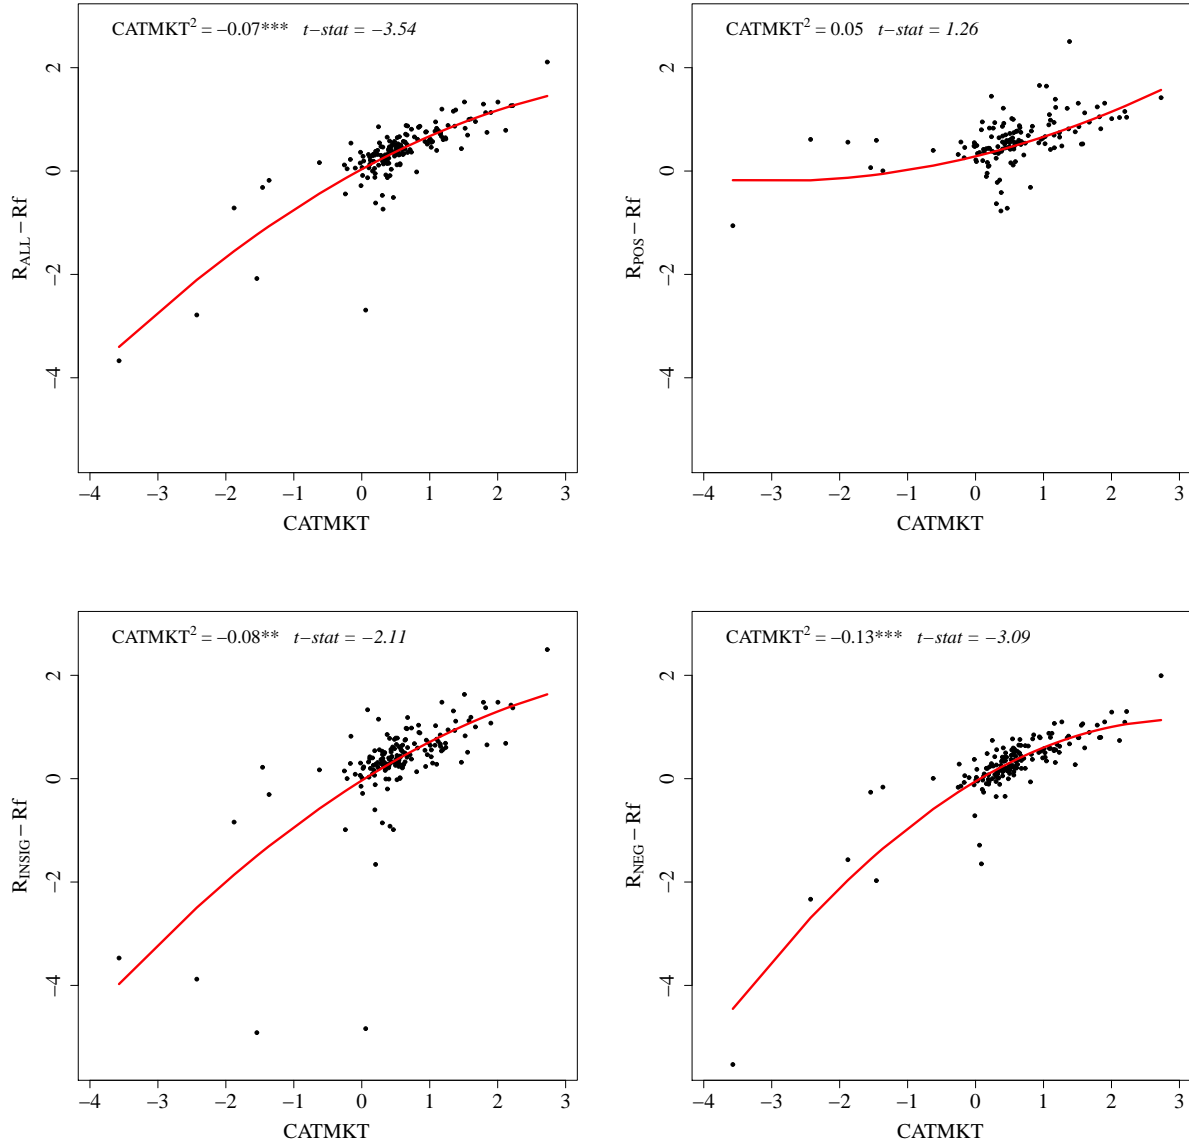 CATMKT² = −0.07*** t−stat = −3.54
2
0
−2
−4
R_ALL − Rf
−4 −3 −2 −1 0 1 2 3
CATMKT
CATMKT² = 0.05 t−stat = 1.26
2
0
−2
−4
R_POS − Rf
−4 −3 −2 −1 0 1 2 3
CATMKT
CATMKT² = −0.08** t−stat = −2.11
2
0
−2
−4
R_INSIG − Rf
−4 −3 −2 −1 0 1 2 3
CATMKT
CATMKT² = −0.13*** t−stat = −3.09
2
0
−2
−4
R_NEG − Rf
−4 −3 −2 −1 0 1 2 3
CATMKT